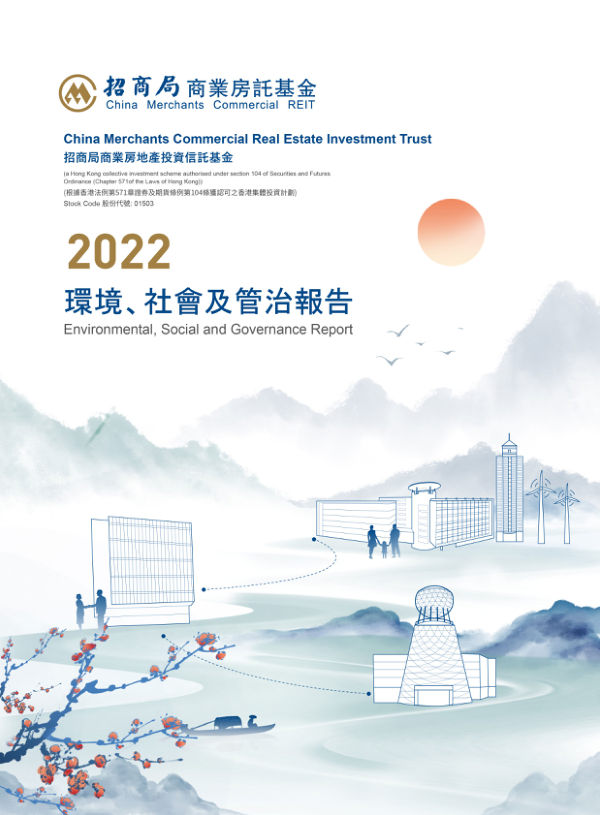 招商局 商業房託基金
China Merchants Commercial REIT
China Merchants Commercial Real Estate Investment Trust
招商局商業房地產投資信託基金
(a Hong Kong collective investment scheme authorised under section 104 of Securities and Futures
Ordinance (Chapter 571of the Laws of Hong Kong))
(根據香港法例第571章證券及期貨條例第104條獲認可之香港集體投資計劃)
Stock Code 股份代號: 01503
2022
環境、社會及管治報告
Environmental, Social and Governance Report